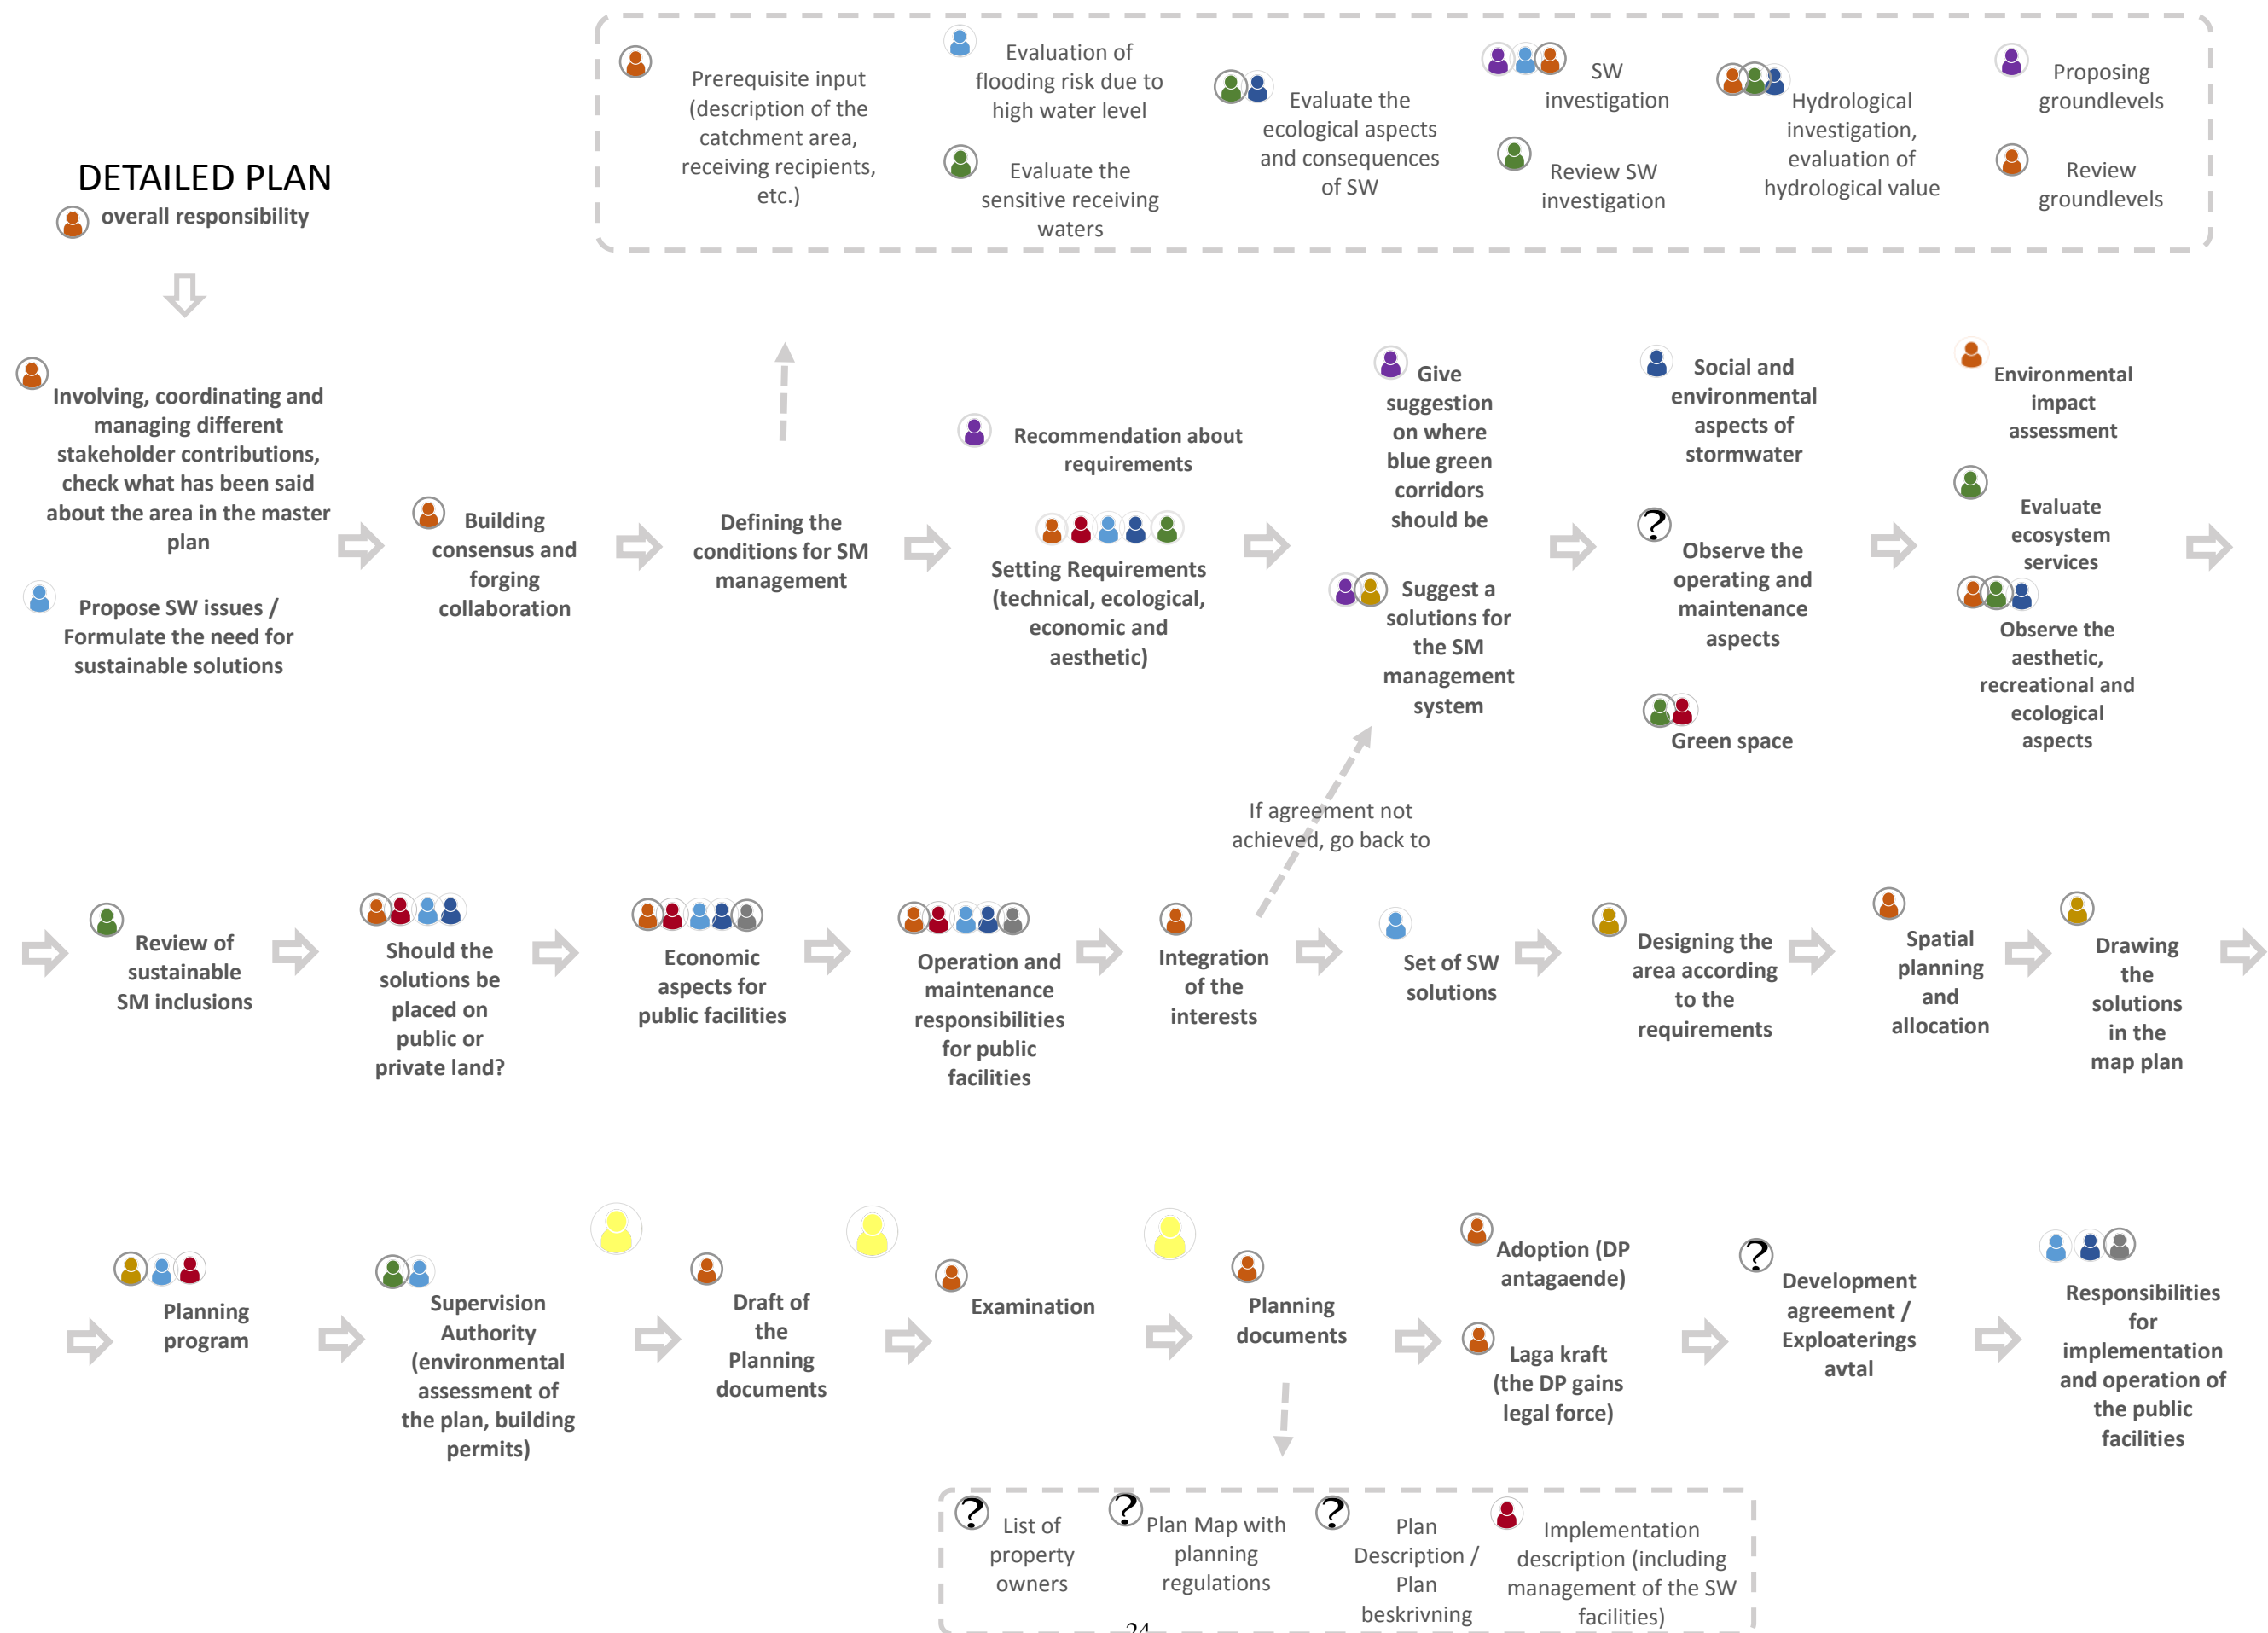 DETAILED PLAN
overall responsibility
Prerequisite input
(description of the
catchment area,
receiving recipients,
etc.)
Evaluation of
flooding risk due to
high water level
Evaluate the
sensitive receiving
waters
Evaluate the
ecological aspects
and consequences
of SW
SW
investigation
Review SW
investigation
Hydrological
investigation,
evaluation of
hydrological value
Proposing
groundlevels
Review
groundlevels
Involving, coordinating and
managing different
stakeholder contributions,
check what has been said
about the area in the master
plan
Propose SW issues /
Formulate the need for
sustainable solutions
Building
consensus and
forging
collaboration
Defining the
conditions for SM
management
Recommendation about
requirements
Setting Requirements
(technical, ecological,
economic and
aesthetic)
Give
suggestion
on where
blue green
corridors
should be
Suggest a
solutions for
the SM
management
system
Social and
environmental
aspects of
stormwater
?
Observe the
operating and
maintenance
aspects
Green space
Environmental
impact
assessment
Evaluate
ecosystem
services
Observe the
aesthetic,
recreational and
ecological
aspects
If agreement not
achieved, go back to
Review of
sustainable
SM inclusions
Should the
solutions be
placed on
public or
private land?
Economic
aspects for
public facilities
Operation and
maintenance
responsibilities
for public
facilities
Integration
of the
interests
Set of SW
solutions
Designing the
area according
to the
requirements
Spatial
planning
and
allocation
Drawing
the
solutions
in the
map plan
Planning
program
Supervision
Authority
(environmental
assessment of
the plan, building
permits)
Draft of
the
Planning
documents
Examination
Planning
documents
Adoption (DP
antagaende)
Laga kraft
(the DP gains
legal force)
?
Development
agreement /
Exploaterings
avtal
Responsibilities
for
implementation
and operation of
the public
facilities
?
List of
property
owners
?
Plan Map with
planning
regulations
?
Plan
Description /
Plan
beskrivning
Implementation
description (including
management of the SW
facilities)
24